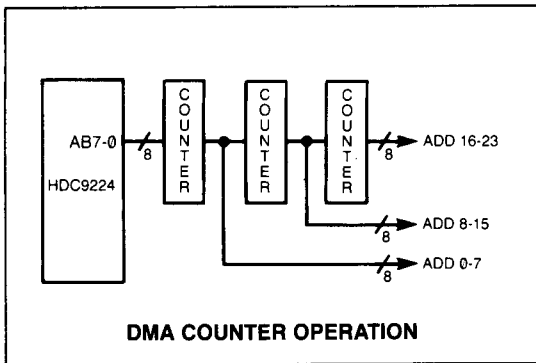 COUNTER
COUNTER
COUNTER
AB7-0
8
8
ADD 16-23
HDC9224
8
ADD 8-15
8
ADD 0-7
DMA COUNTER OPERATION